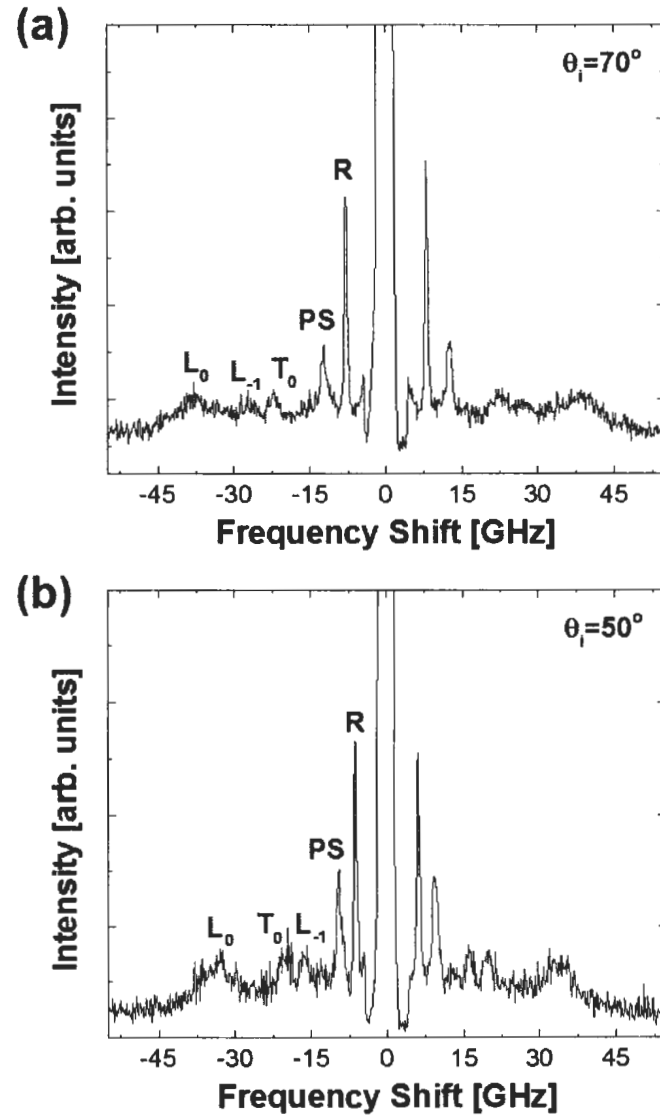 (a)
θi=70°
R
PS
L0
L-1
T0
Intensity [arb. units]
-45 -30 -15 0 15 30 45
Frequency Shift [GHz]
(b)
θi=50°
R
PS
L0
T0
L-1
Intensity [arb. units]
-45 -30 -15 0 15 30 45
Frequency Shift [GHz]